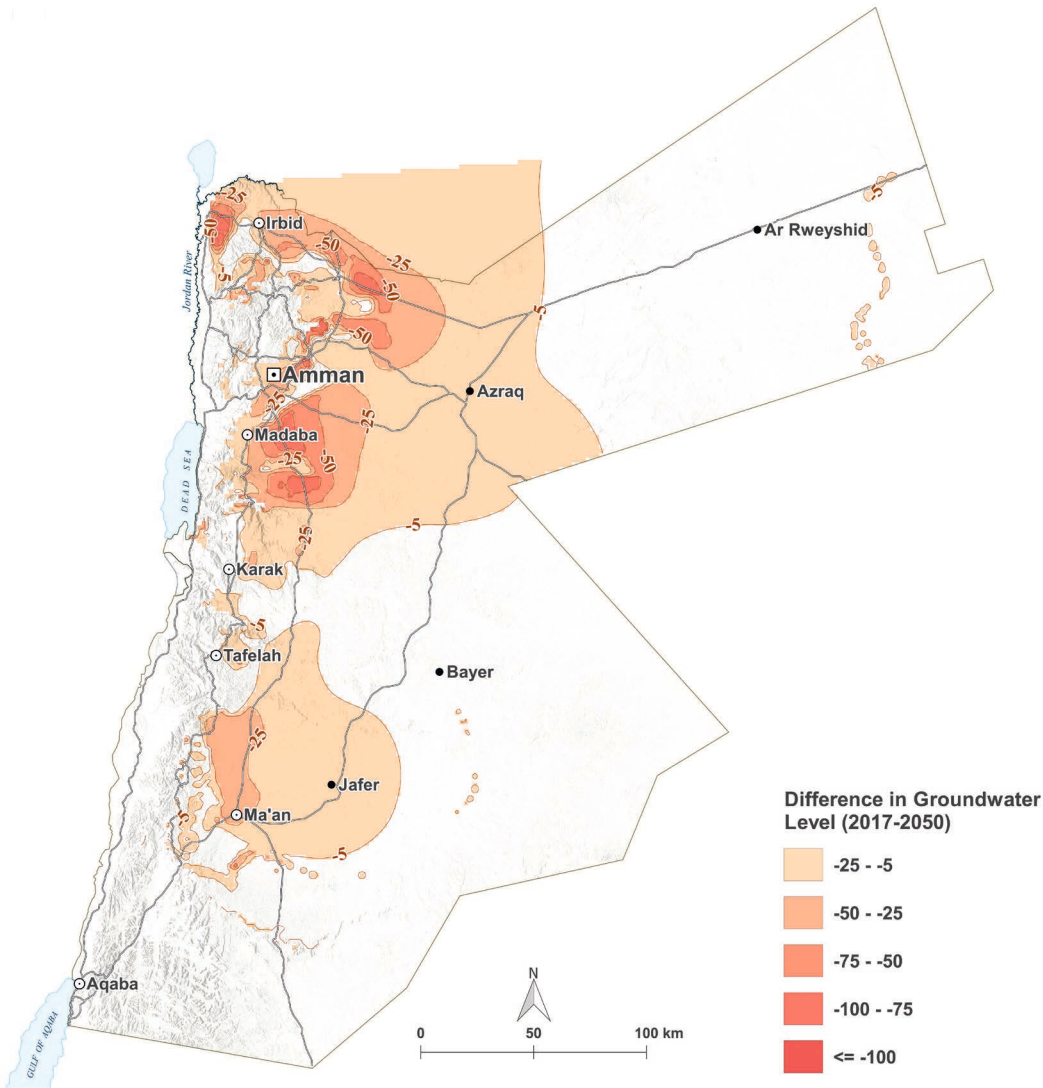 -25
-50
Irbid
-50
-25
-5
-50
Jordan River
-5
Ar Rweyshid
-5
-50
Amman
Azraq
-25
-25
Madaba
-25
-50
DEAD SEA
-5
-25
Karak
-5
Tafelah
Bayer
-25
Jafer
Ma'an
-5
-5
Aqaba
GULF OF AQABA
N
0 50 100 km
Difference in Groundwater
Level (2017-2050)
-25 - -5
-50 - -25
-75 - -50
-100 - -75
<= -100